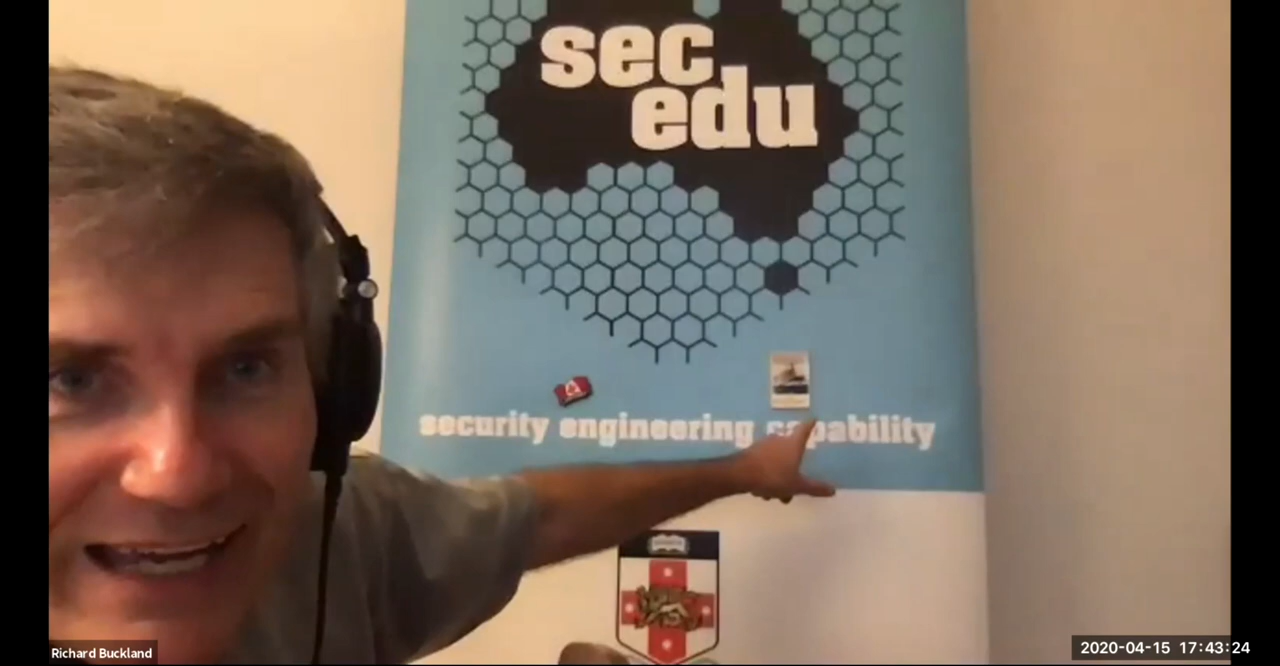 sec
edu
security engineering capability
Richard Buckland
2020-04-15 17:43:24